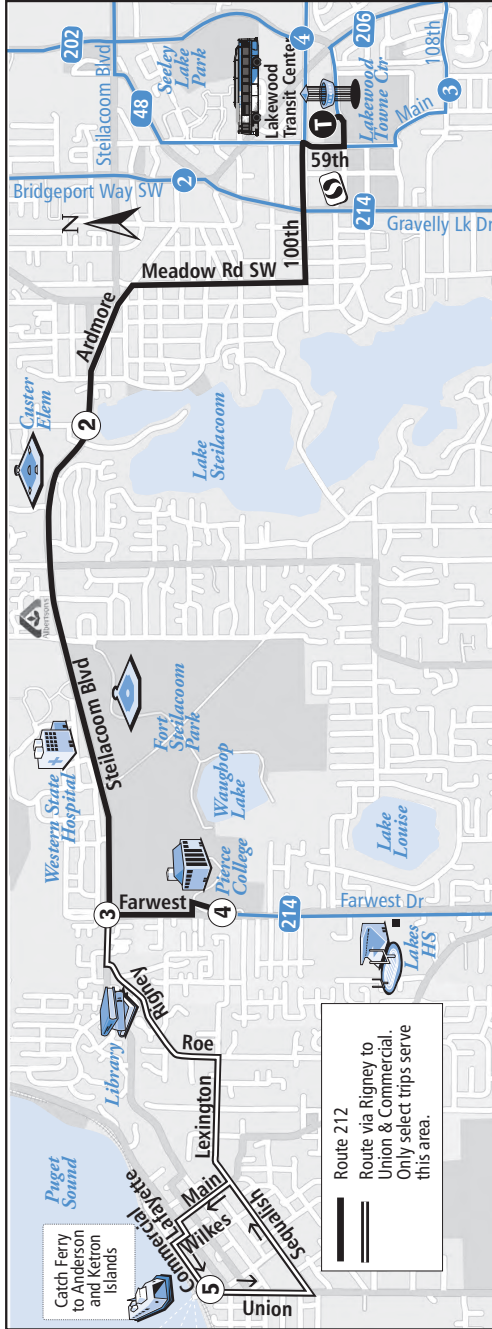 Catch Ferry
to Anderson
and Ketron
Islands
Puget
Sound
Commercial
Lafayette
Wilkes
Main
5
Union
Sequalish
Lexington
Roe
Rigney
Library
Route 212
Route via Rigney to
Union & Commercial.
Only select trips serve
this area.
Western State
Hospital
3
Farwest
4
Pierce
College
214
Farwest Dr
Lakes
HS
Lake
Louise
Waughop
Lake
Fort
Steilacoom
Park
Steilacoom Blvd
Albertsons
Custer
Elem
2
Ardmore
Lake
Steilacoom
Meadow Rd SW
100th
N
Bridgeport Way SW
2
Steilacoom Blvd
202
48
Seeley
Lake
Park
Lakewood
Transit Center
4
206
108th
3
Main
Lakewood
Towne Ctr
T
59th
S
214
Gravelly Lk Dr